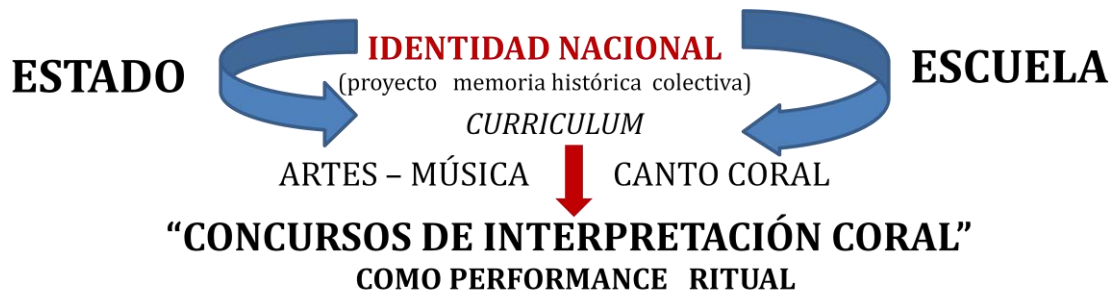 ESTADO
IDENTIDAD NACIONAL
(proyecto memoria histórica colectiva)
ESCUELA
CURRICULUM
ARTES – MÚSICA
CANTO CORAL
“CONCURSOS DE INTERPRETACIÓN CORAL”
COMO PERFORMANCE RITUAL